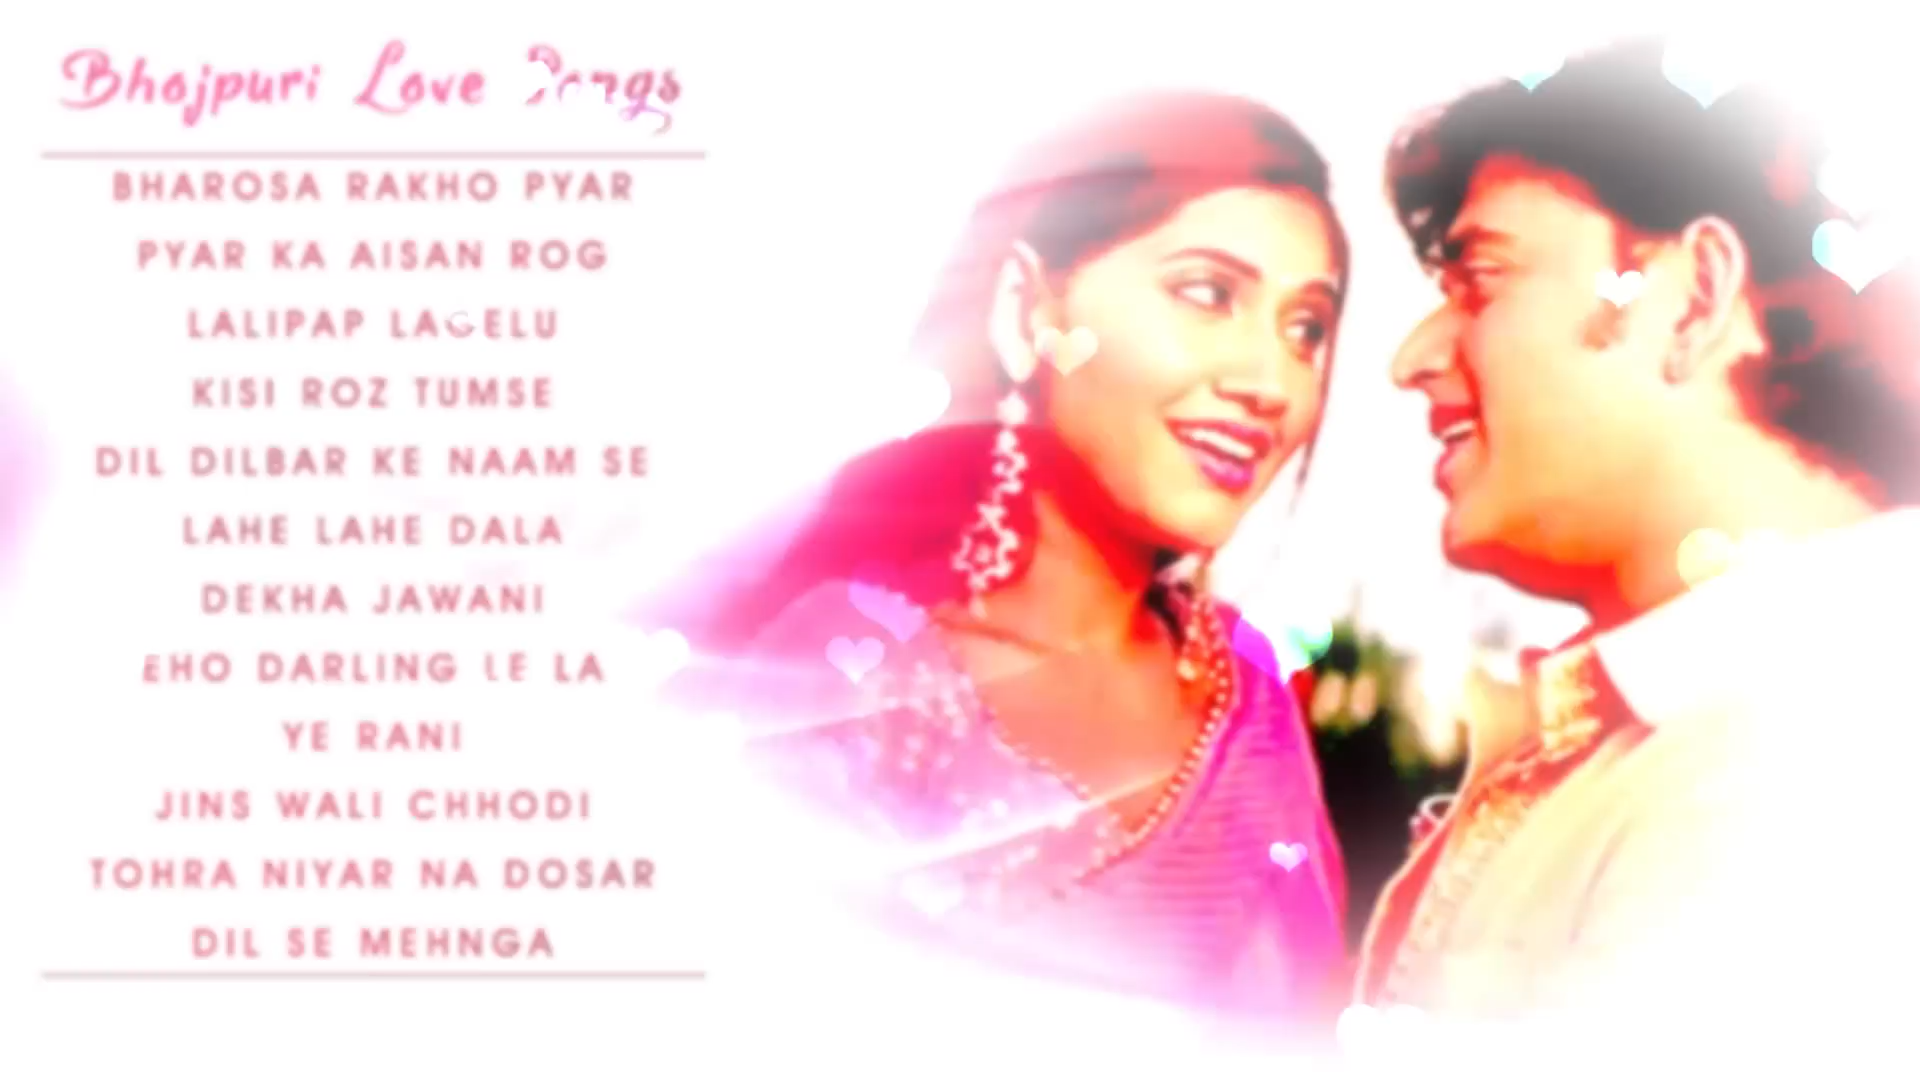 Bhojpuri Love Songs
BHAROSA RAKHO PYAR
PYAR KA AISAN ROG
LALIPAP LAGELU
KISI ROZ TUMSE
DIL DILBAR KE NAAM SE
LAHE LAHE DALA
DEKHA JAWANI
EHO DARLING LE LA
YE RANI
JINS WALI CHHODI
TOHRA NIYAR NA DOSAR
DIL SE MEHNGA